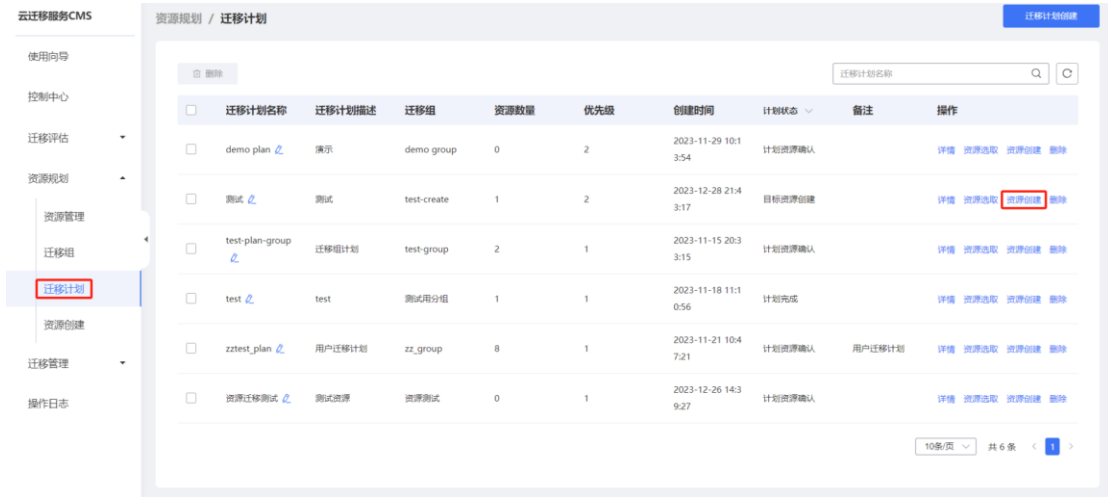 云迁移服务CMS
资源规划 / 迁移计划
迁移计划创建
使用向导
控制中心
迁移评估
资源规划
资源管理
迁移组
迁移计划
资源创建
迁移管理
操作日志
删除
迁移计划名称
迁移计划名称 迁移计划描述 迁移组 资源数量 优先级 创建时间 计划状态 备注 操作
demo plan 演示 demo group 0 2 2023-11-29 10:1
3:54 计划资源确认 详情 资源选取 资源创建 删除
测试 测试 test-create 1 2 2023-12-28 21:4
3:17 目标资源创建 详情 资源选取 资源创建 删除
test-plan-group 迁移组计划 test-group 2 1 2023-11-15 20:3
3:15 计划资源确认 详情 资源选取 资源创建 删除
test test 测试用分组 1 1 2023-11-18 11:1
0:56 计划完成 详情 资源选取 资源创建 删除
zztest_plan 用户迁移计划 zz_group 8 1 2023-11-21 10:4
7:21 计划资源确认 用户迁移计划 详情 资源选取 资源创建 删除
资源迁移测试 测试资源 资源测试 0 1 2023-12-26 14:3
9:27 计划资源确认 详情 资源选取 资源创建 删除
10条/页 共 6 条 1